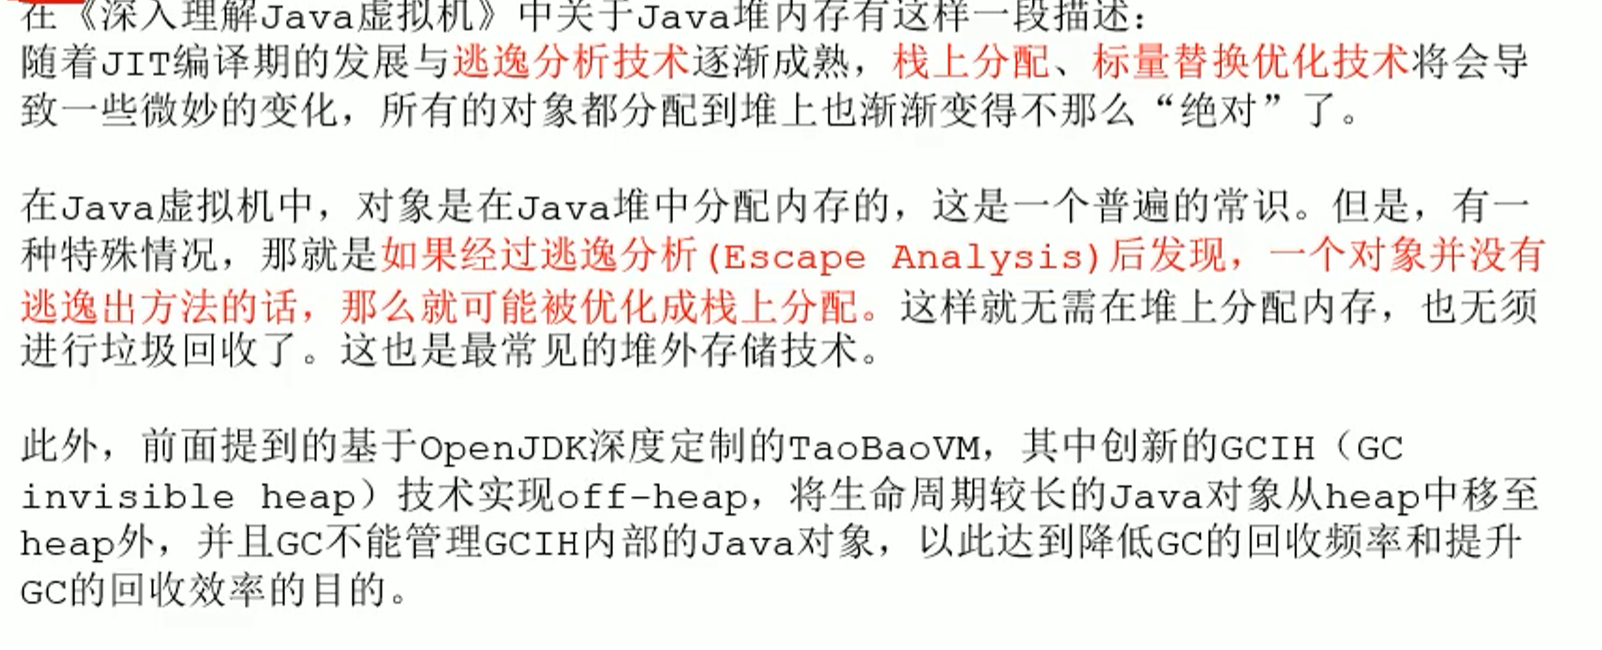 在《深入理解Java虚拟机》中关于Java堆内存有这样一段描述：
随着JIT编译期的发展与逃逸分析技术逐渐成熟，栈上分配、标量替换优化技术将会导
致一些微妙的变化，所有的对象都分配到堆上也渐渐变得不那么“绝对”了。
在Java虚拟机中，对象是在Java堆中分配内存的，这是一个普遍的常识。但是，有一
种特殊情况，那就是如果经过逃逸分析(Escape Analysis)后发现，一个对象并没有
逃逸出方法的话，那么就可能被优化成栈上分配。这样就无需在堆上分配内存，也无须
进行垃圾回收了。这也是最常见的堆外存储技术。
此外，前面提到的基于OpenJDK深度定制的TaoBaoVM，其中创新的GCIH（GC
invisible heap）技术实现off-heap，将生命周期较长的Java对象从heap中移至
heap外，并且GC不能管理GCIH内部的Java对象，以此达到降低GC的回收频率和提升
GC的回收效率的目的。